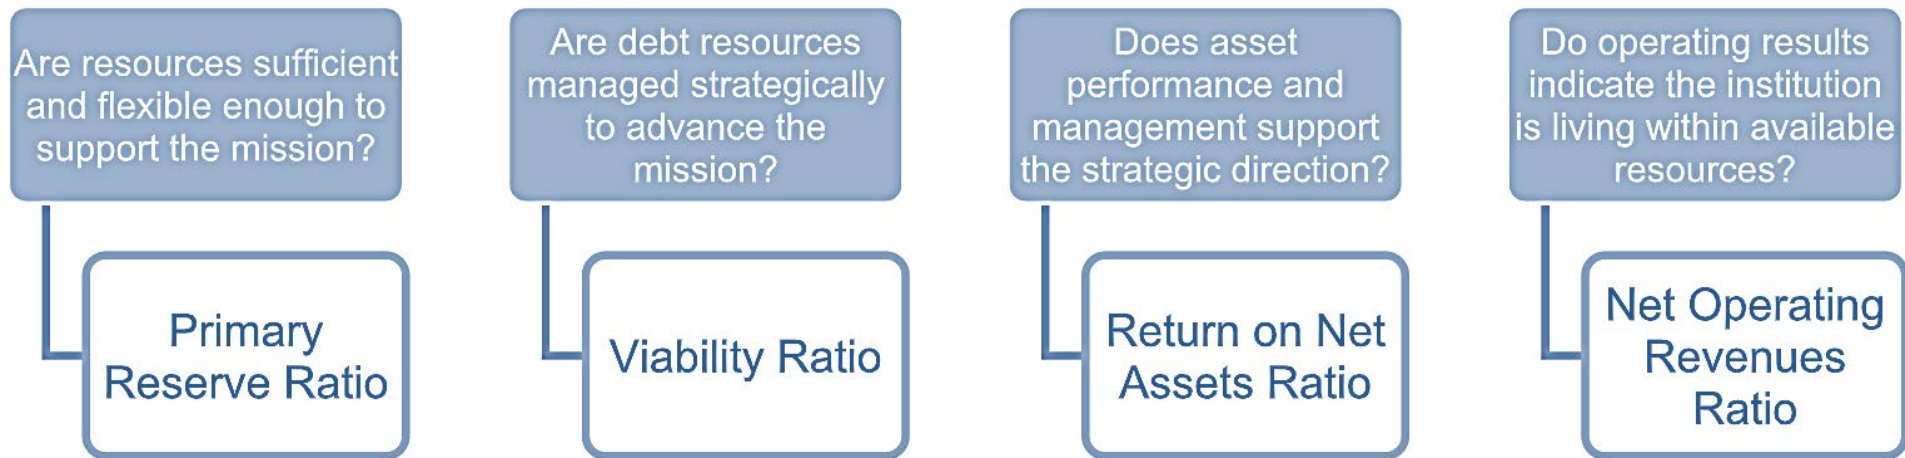 Are resources sufficient
and flexible enough to
support the mission?
Primary
Reserve Ratio
Are debt resources
managed strategically
to advance the
mission?
Viability Ratio
Does asset
performance and
management support
the strategic direction?
Return on Net
Assets Ratio
Do operating results
indicate the institution
is living within available
resources?
Net Operating
Revenues
Ratio